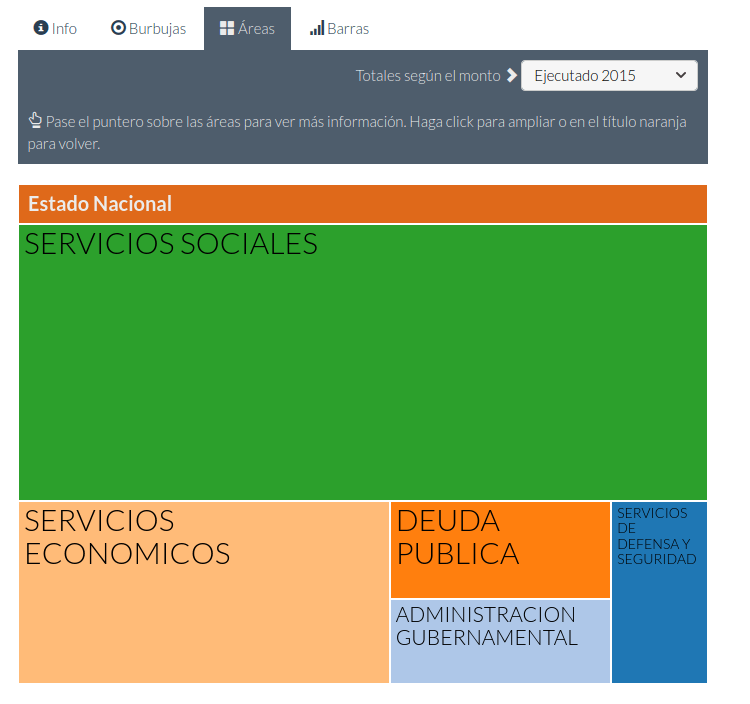 Info
Burbujas
Áreas
Barras
Totales según el monto
Ejecutado 2015
Pase el puntero sobre las áreas para ver más información. Haga click para ampliar o en el título naranja
para volver.
Estado Nacional
SERVICIOS SOCIALES
SERVICIOS
ECONOMICOS
DEUDA
PUBLICA
ADMINISTRACION
GUBERNAMENTAL
SERVICIOS
DE
DEFENSA Y
SEGURIDAD